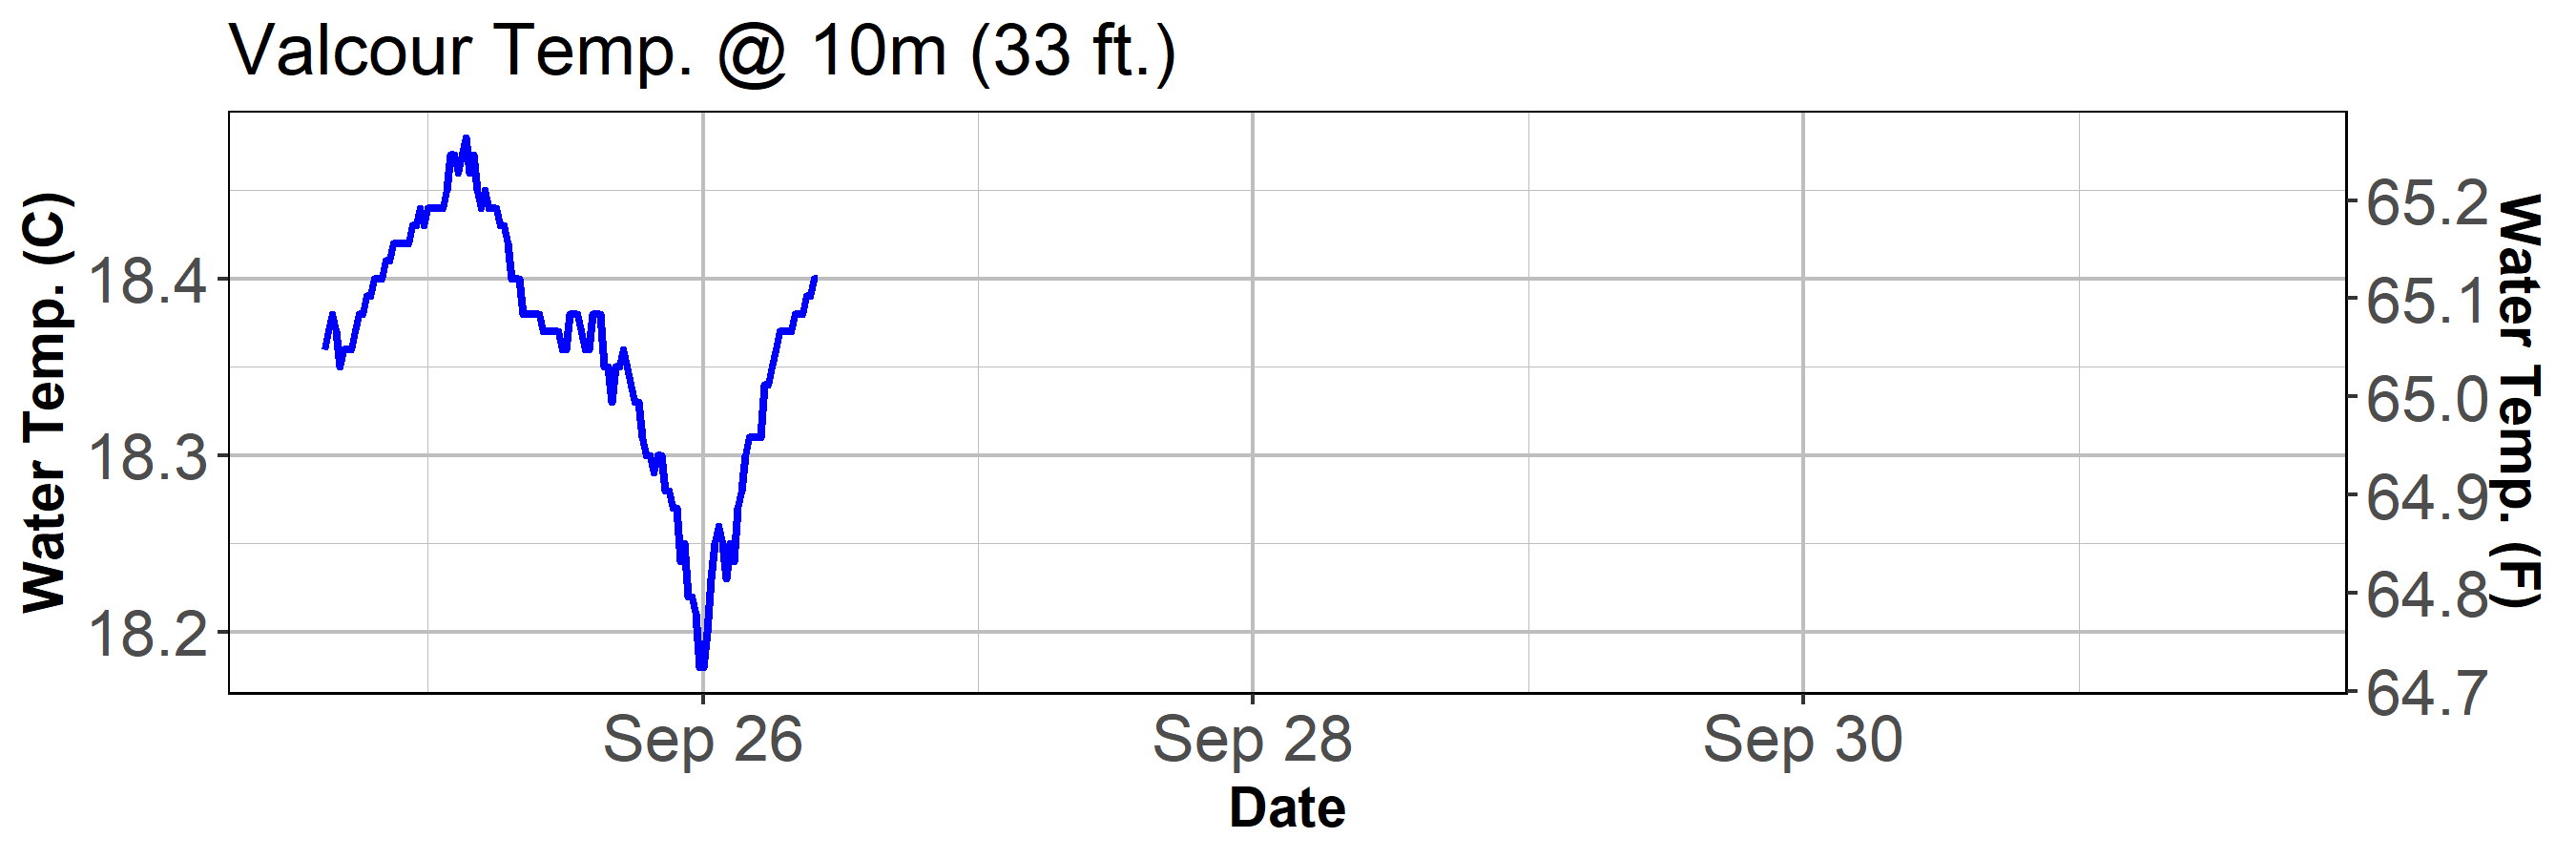 Valcour Temp. @ 10m (33 ft.)
Water Temp. (C)
18.4
18.3
18.2
65.2
65.1
65.0
64.9
64.8
64.7
Water Temp. (F)
Sep 26
Sep 28
Sep 30
Date